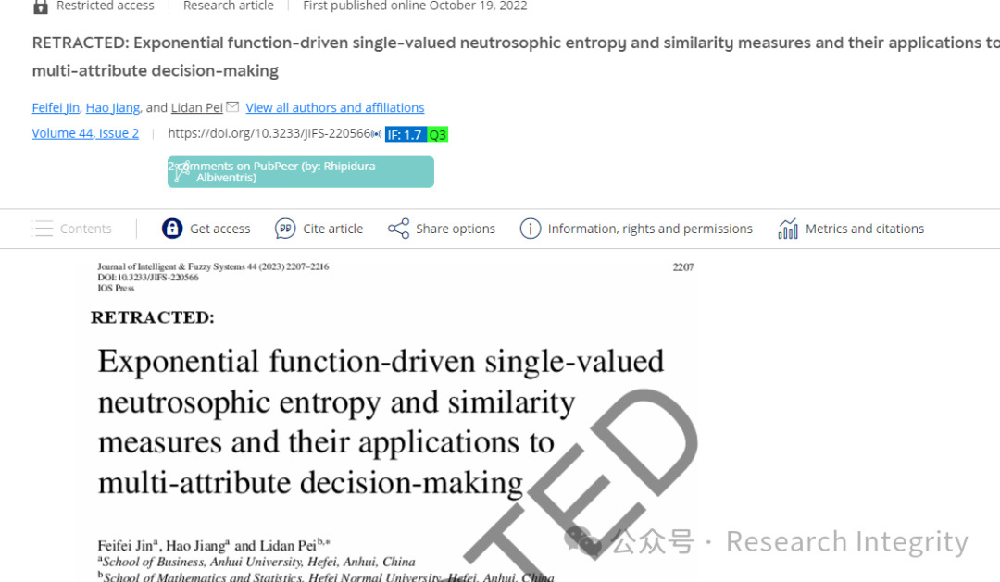 Restricted access | Research article | First published online October 19, 2022
RETRACTED: Exponential function-driven single-valued neutrosophic entropy and similarity measures and their applications to
multi-attribute decision-making
Feifei Jin, Hao Jiang, and Lidan Pei View all authors and affiliations
Volume 44, Issue 2 | https://doi.org/10.3233/JIFS-220566 IF: 1.7 Q3
2 comments on PubPeer (by: Rhipidura
Albiventris)
Contents Get access Cite article Share options Information, rights and permissions Metrics and citations
Journal of Intelligent & Fuzzy Systems 44 (2023) 2207–2216 2207
DOI:10.3233/JIFS-220566
IOS Press
RETRACTED:
Exponential function-driven single-valued
neutrosophic entropy and similarity
measures and their applications to
multi-attribute decision-making
TED
Feifei Jinᵃ, Hao Jiangᵃ and Lidan Peiᵇ,*
ᵃSchool of Business, Anhui University, Hefei, Anhui, China
ᵇSchool of Mathematics and Statistics, Hefei Normal University, Hefei, Anhui, China
公众号 · Research Integrity